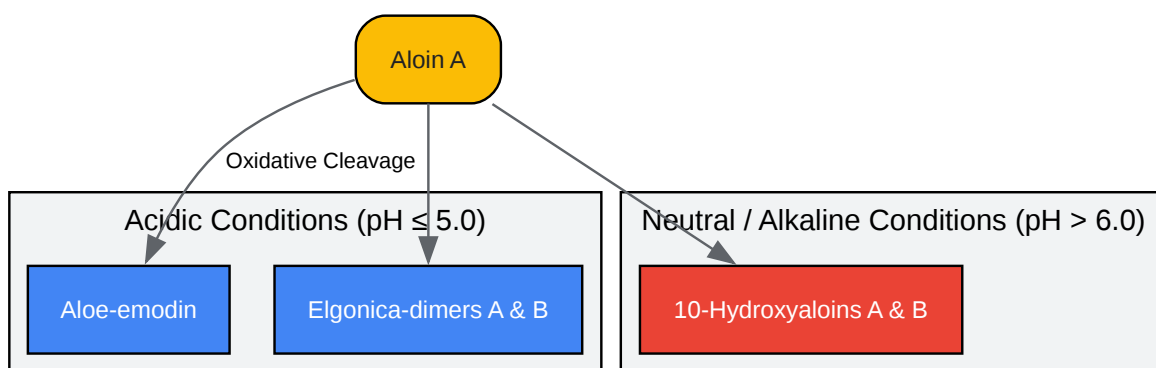 Aloin A
Oxidative Cleavage
Acidic Conditions (pH ≤ 5.0)
Neutral / Alkaline Conditions (pH > 6.0)
Aloe-emodin
Elgonica-dimers A & B
10-Hydroxyaloins A & B